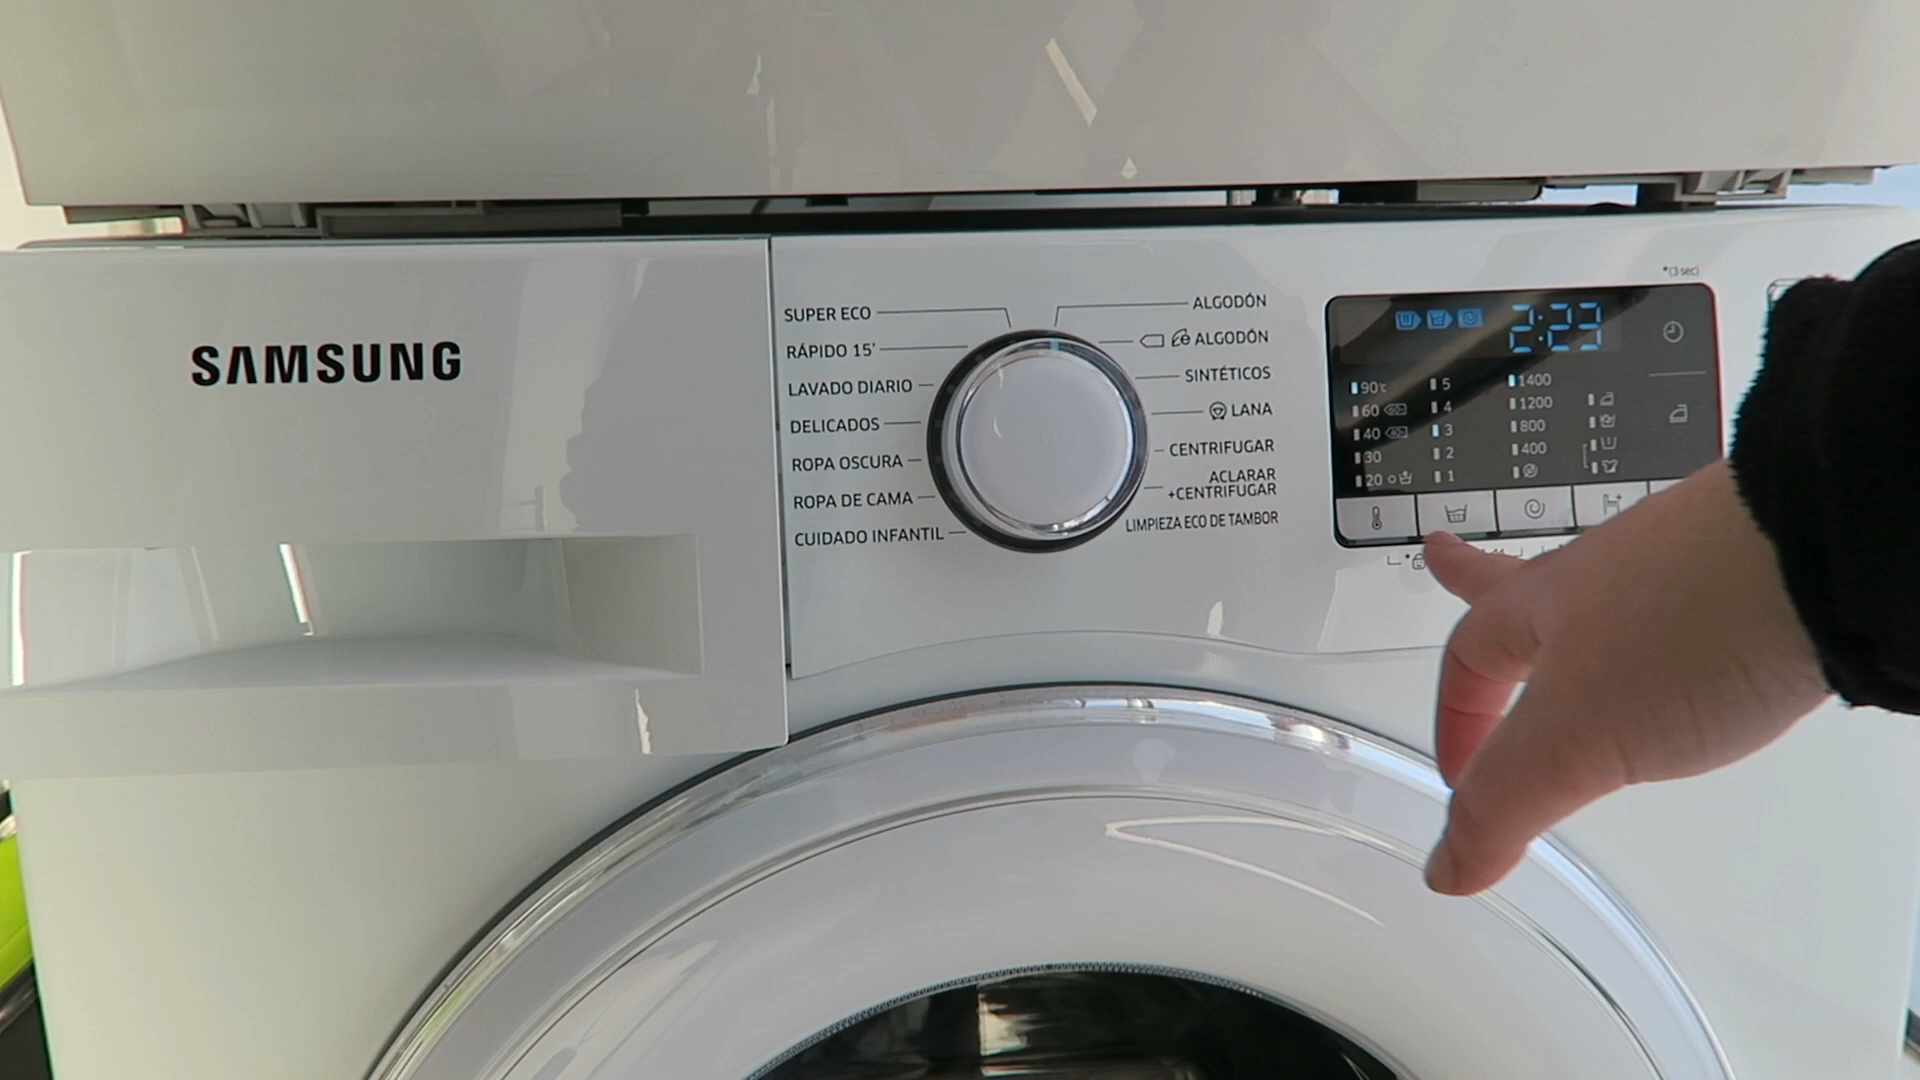 SAMSUNG
SUPER ECO
RÁPIDO 15'
LAVADO DIARIO
DELICADOS
ROPA OSCURA
ROPA DE CAMA
CUIDADO INFANTIL
ALGODÓN
ALGODÓN
SINTÉTICOS
LANA
CENTRIFUGAR
ACLARAR
+CENTRIFUGAR
LIMPIEZA ECO DE TAMBOR
*(3 sec)
2:23
90℃ 5 1400
60 4 1200
40 3 800
30 2 400
20 1